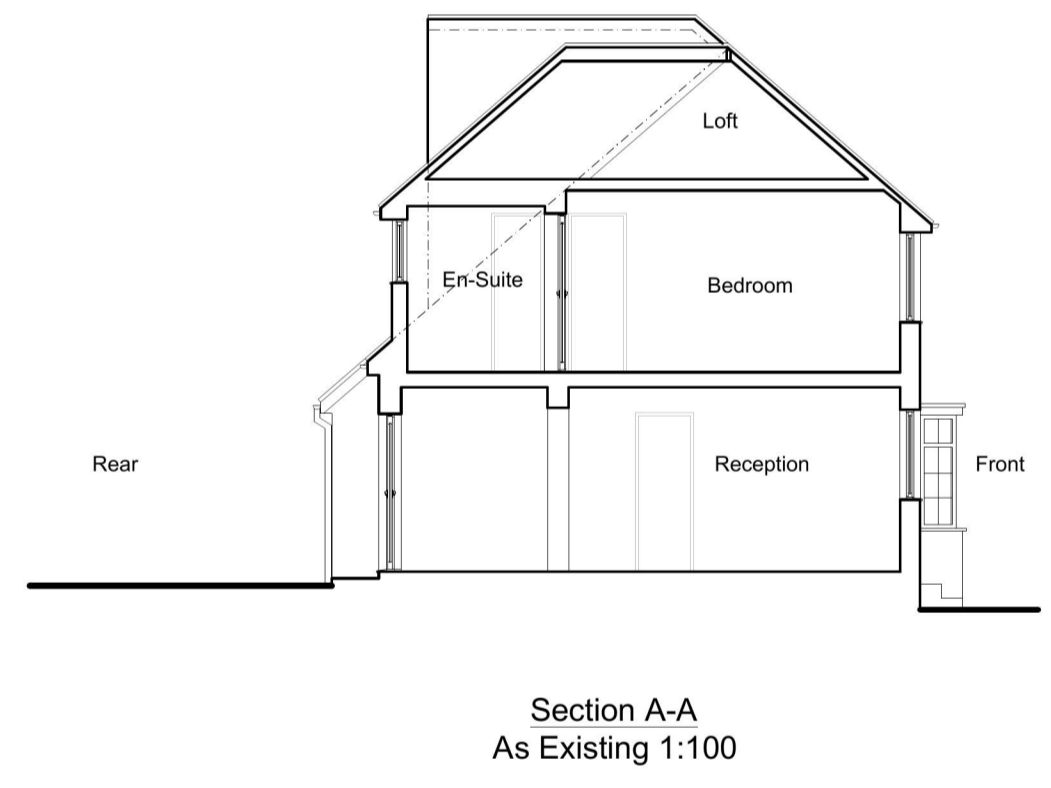 Loft
En-Suite
Bedroom
Rear
Reception
Front
Section A-A
As Existing 1:100